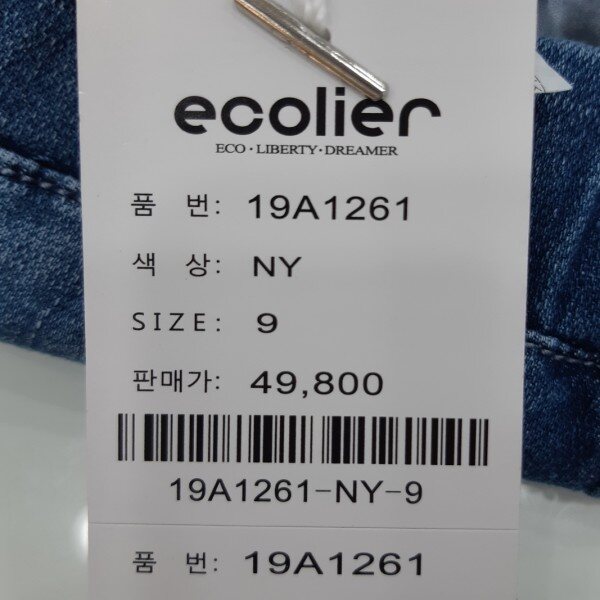 ecolier
ECO·LIBERTY·DREAMER
품 번: 19A1261
색 상: NY
SIZE: 9
판매가: 49,800
19A1261-NY-9
품 번: 19A1261